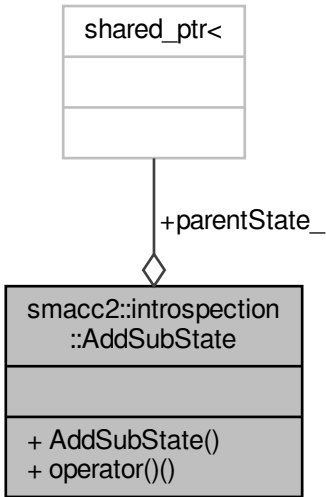 shared_ptr<
+parentState_
smacc2::introspection
::AddSubState
+ AddSubState()
+ operator()()